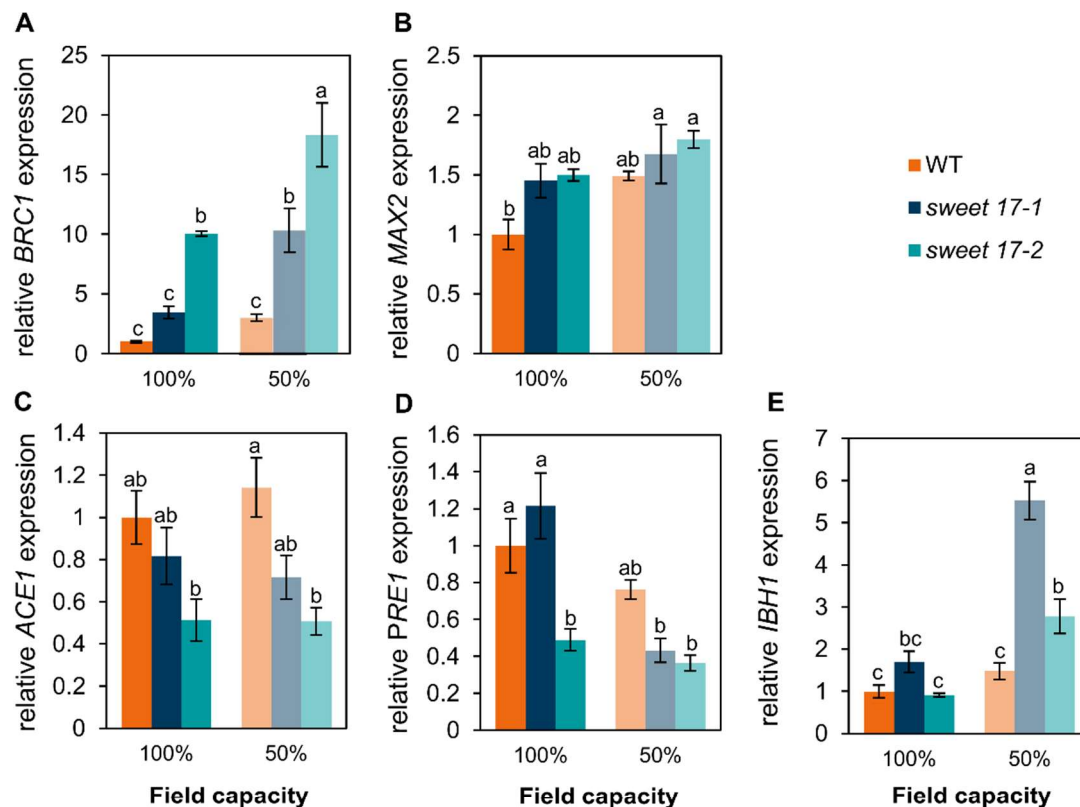 A
relative BRC1 expression
25
20
15
10
5
0
c
c
b
c
b
a
100%
50%
B
relative MAX2 expression
2.5
2
1.5
1
0.5
0
b
ab
ab
ab
a
a
100%
50%
WT
sweet 17-1
sweet 17-2
C
relative ACE1 expression
1.4
1.2
1
0.8
0.6
0.4
0.2
0
ab
ab
b
a
ab
b
100%
50%
Field capacity
D
relative PRE1 expression
1.4
1.2
1
0.8
0.6
0.4
0.2
0
a
a
b
ab
b
b
100%
50%
Field capacity
E
relative IBH1 expression
7
6
5
4
3
2
1
0
c
bc
c
c
a
b
100%
50%
Field capacity